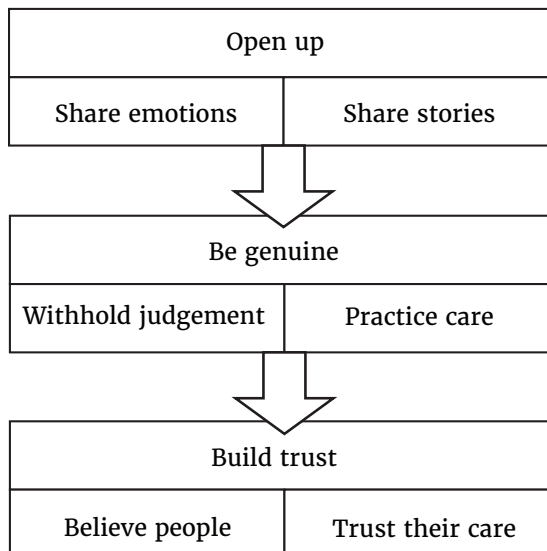 Open up
Share emotions
Share stories
Be genuine
Withhold judgement
Practice care
Build trust
Believe people
Trust their care